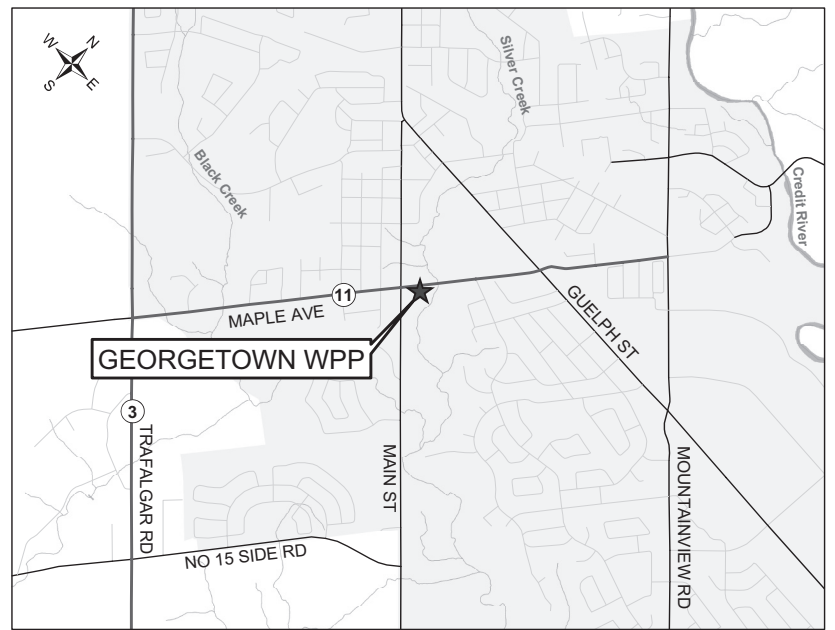 N
W
E
S
Silver Creek
Black Creek
Credit River
11
MAPLE AVE
GUELPH ST
GEORGETOWN WPP
3
TRAFALGAR RD
MAIN ST
MOUNTAINVIEW RD
NO 15 SIDE RD